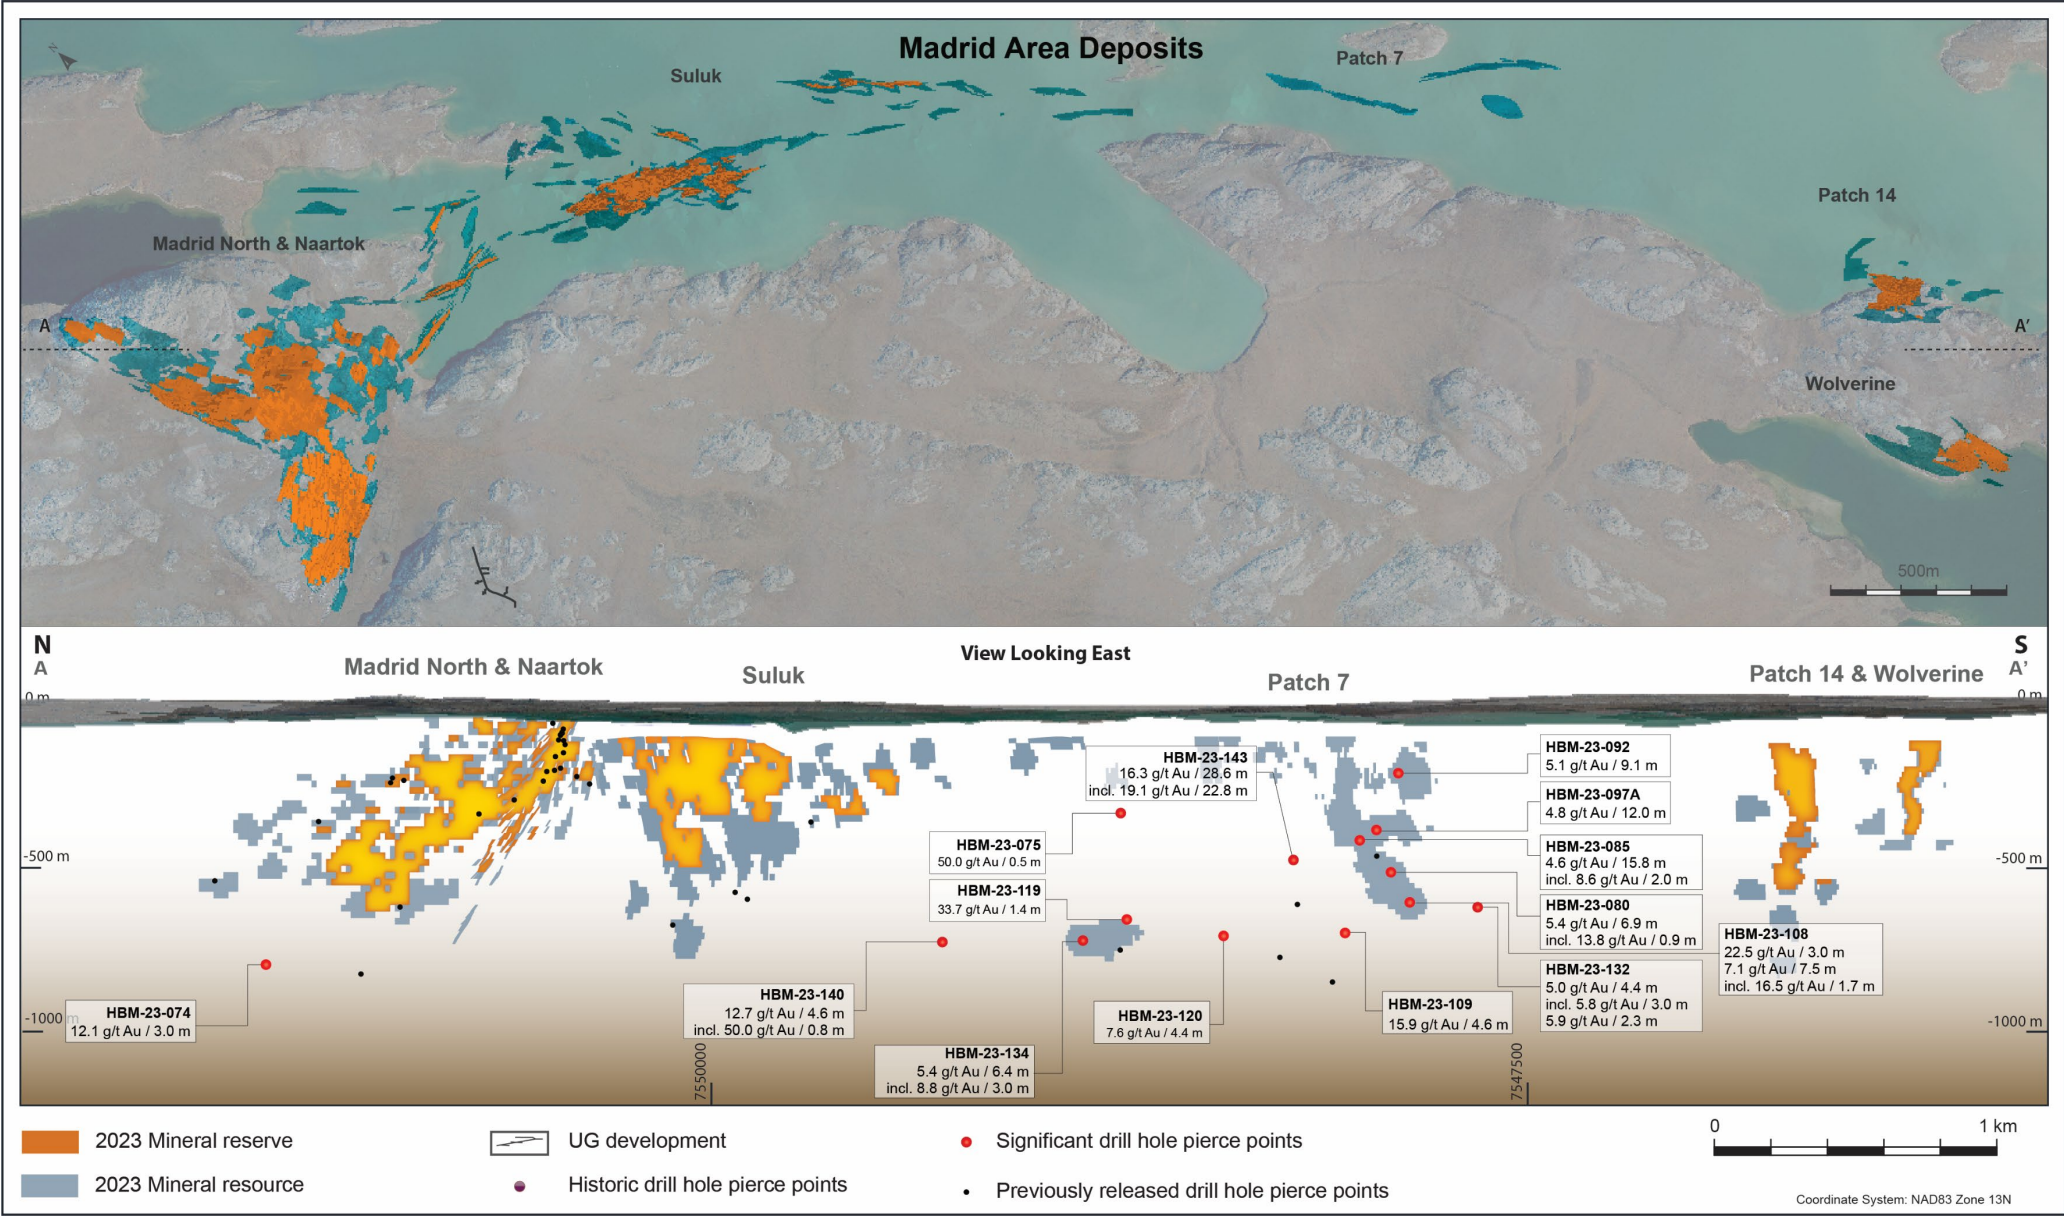 Madrid Area Deposits
N
Suluk
Patch 7
Patch 14
Madrid North & Naartok
A
A'
Wolverine
500m
N
A
Madrid North & Naartok
Suluk
View Looking East
Patch 7
Patch 14 & Wolverine
S
A'
0 m
0 m
HBM-23-143
16.3 g/t Au / 28.6 m
incl. 19.1 g/t Au / 22.8 m
HBM-23-092
5.1 g/t Au / 9.1 m
HBM-23-097A
4.8 g/t Au / 12.0 m
HBM-23-075
50.0 g/t Au / 0.5 m
HBM-23-085
4.6 g/t Au / 15.8 m
incl. 8.6 g/t Au / 2.0 m
-500 m
-500 m
HBM-23-119
33.7 g/t Au / 1.4 m
HBM-23-080
5.4 g/t Au / 6.9 m
incl. 13.8 g/t Au / 0.9 m
HBM-23-108
22.5 g/t Au / 3.0 m
7.1 g/t Au / 7.5 m
incl. 16.5 g/t Au / 1.7 m
HBM-23-132
5.0 g/t Au / 4.4 m
incl. 5.8 g/t Au / 3.0 m
5.9 g/t Au / 2.3 m
HBM-23-074
12.1 g/t Au / 3.0 m
HBM-23-140
12.7 g/t Au / 4.6 m
incl. 50.0 g/t Au / 0.8 m
HBM-23-109
15.9 g/t Au / 4.6 m
HBM-23-120
7.6 g/t Au / 4.4 m
-1000 m
-1000 m
HBM-23-134
5.4 g/t Au / 6.4 m
incl. 8.8 g/t Au / 3.0 m
7550000
7547500
2023 Mineral reserve
UG development
Significant drill hole pierce points
0
1 km
2023 Mineral resource
Historic drill hole pierce points
Previously released drill hole pierce points
Coordinate System: NAD83 Zone 13N